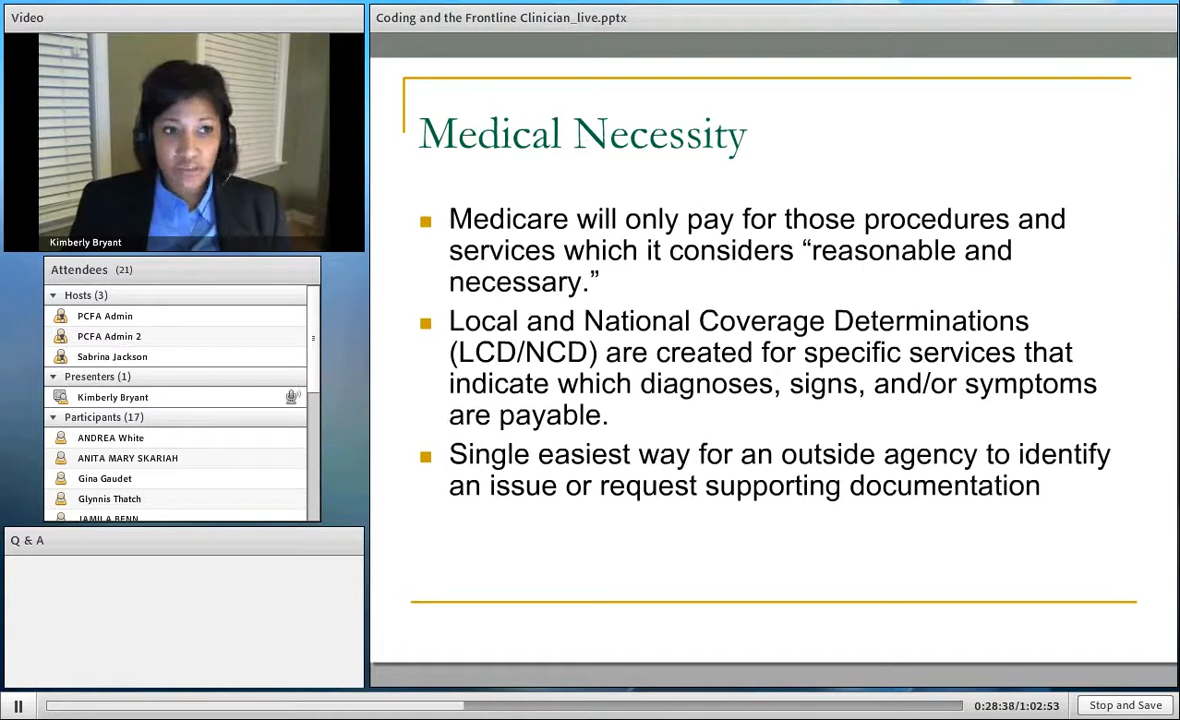 Video
Kimberly Bryant
Attendees (21)
Hosts (3)
PCFA Admin
PCFA Admin 2
Sabrina Jackson
Presenters (1)
Kimberly Bryant
Participants (17)
ANDREA White
ANITA MARY SKARIAH
Gina Gaudet
Glynnis Thatch
JAMILA BENN
Q & A
Coding and the Frontline Clinician_live.pptx
Medical Necessity
Medicare will only pay for those procedures and
services which it considers “reasonable and
necessary.”
Local and National Coverage Determinations
(LCD/NCD) are created for specific services that
indicate which diagnoses, signs, and/or symptoms
are payable.
Single easiest way for an outside agency to identify
an issue or request supporting documentation
0:28:38/1:02:53
Stop and Save